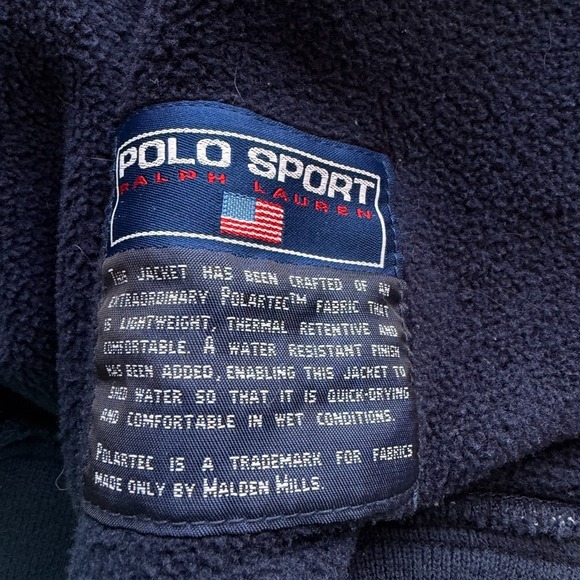 POLO SPORT
RALPH LAUREN
THIS JACKET HAS BEEN CRAFTED OF AN
EXTRAORDINARY POLARTEC™ FABRIC THAT
IS LIGHTWEIGHT, THERMAL RETENTIVE AND
COMFORTABLE. A WATER RESISTANT FINISH
HAS BEEN ADDED, ENABLING THIS JACKET TO
SHED WATER SO THAT IT IS QUICK-DRYING
AND COMFORTABLE IN WET CONDITIONS.
POLARTEC IS A TRADEMARK FOR FABRICS
MADE ONLY BY MALDEN MILLS.